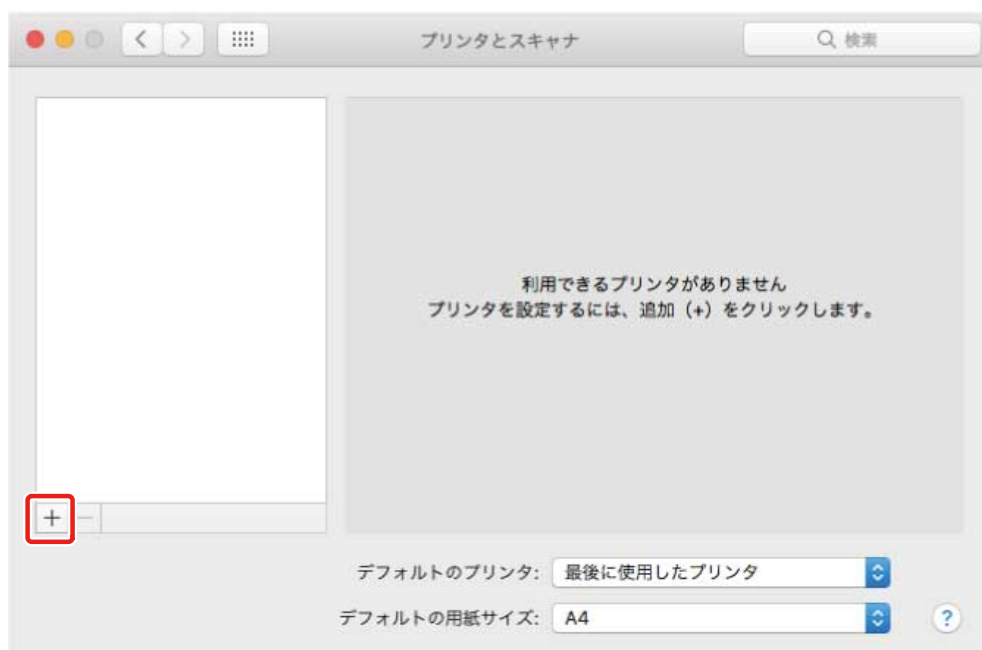 プリンタとスキャナ
検索
利用できるプリンタがありません
プリンタを設定するには、追加（+）をクリックします。
+ −
デフォルトのプリンタ: 最後に使用したプリンタ
デフォルトの用紙サイズ: A4
?